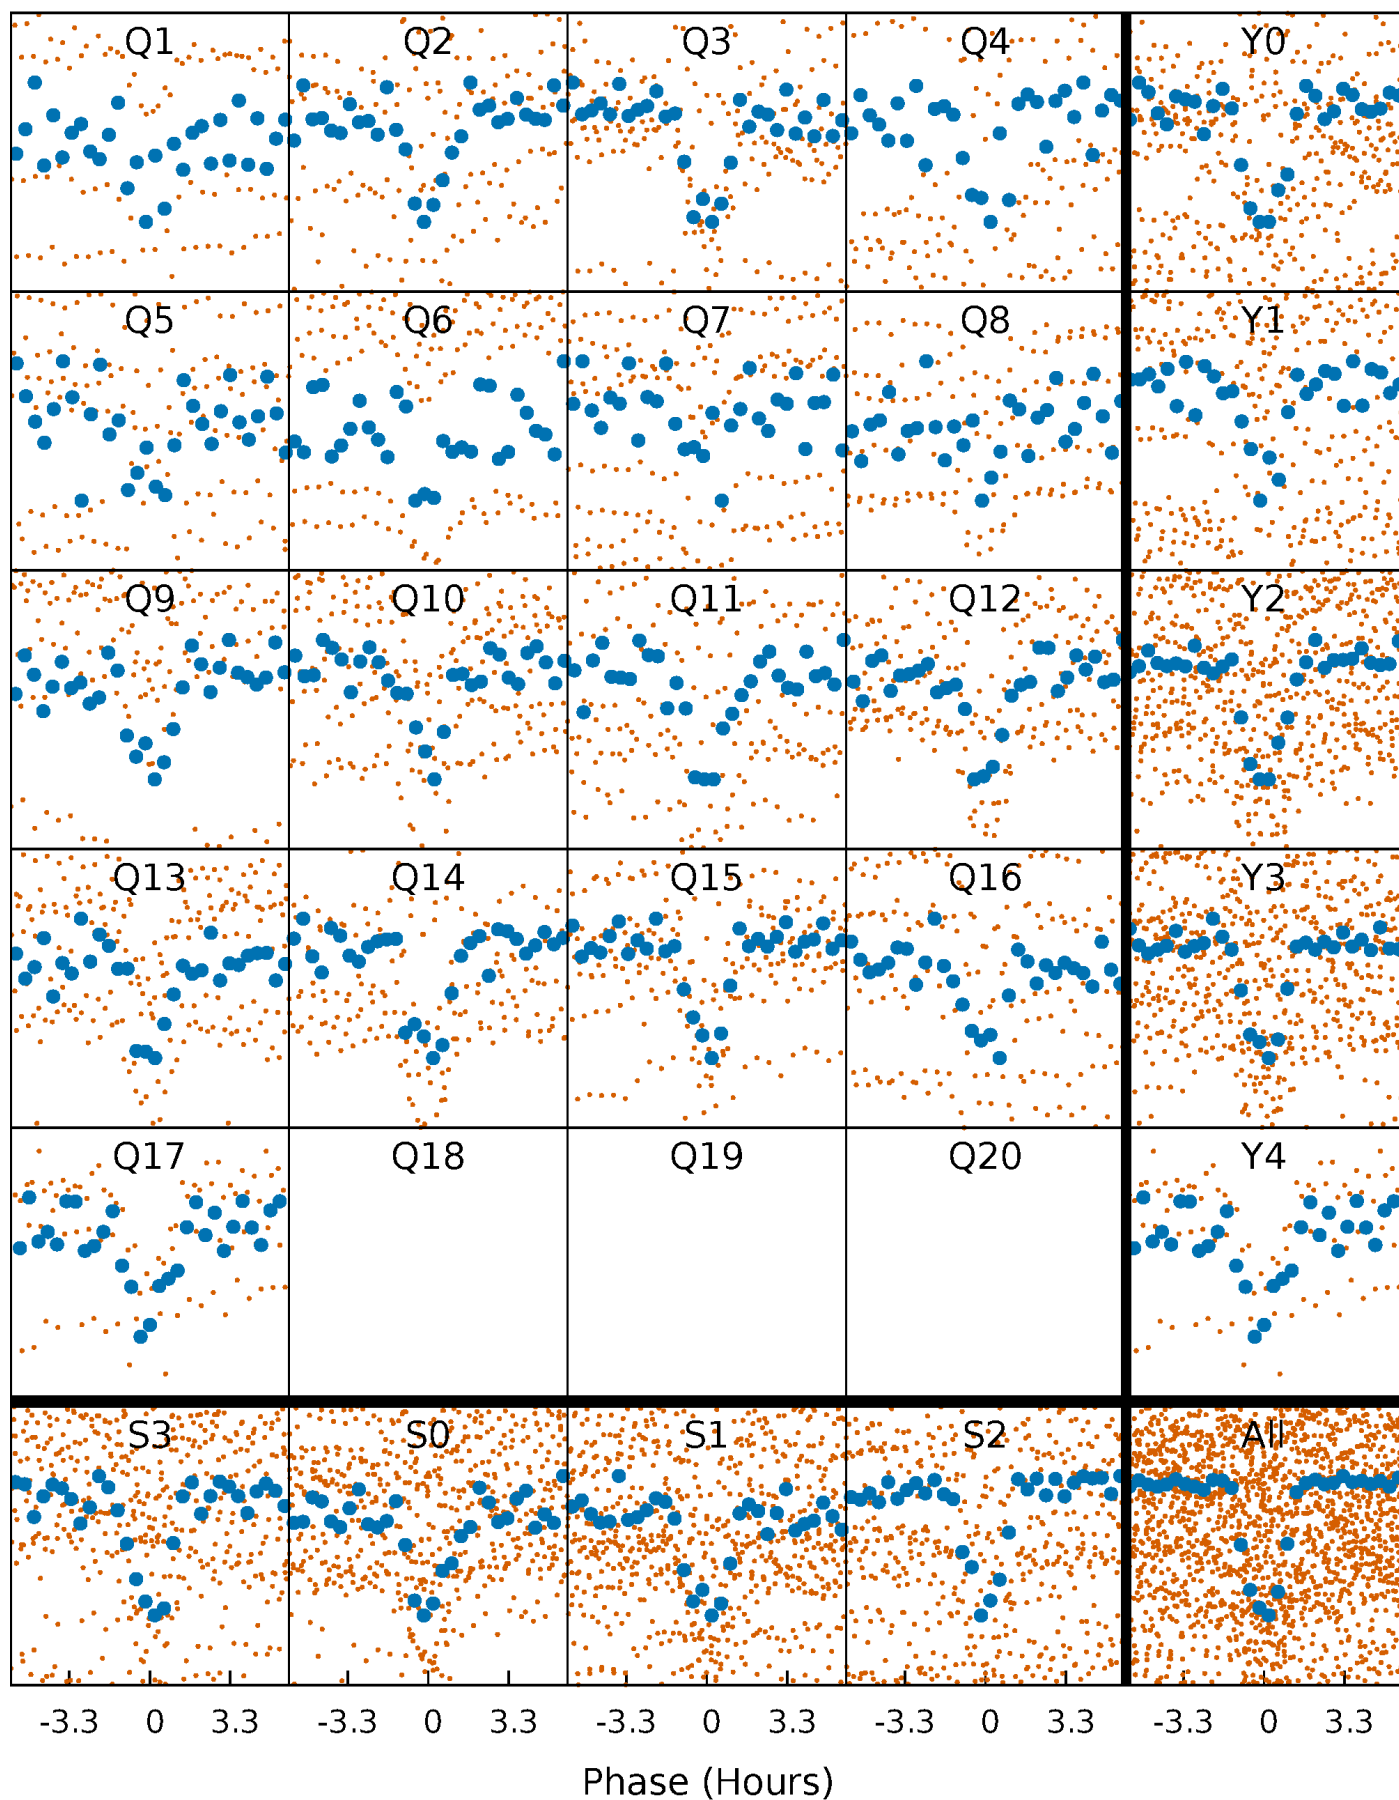 Q1 Q2 Q3 Q4 Y0
Q5 Q6 Q7 Q8 Y1
Q9 Q10 Q11 Q12 Y2
Q13 Q14 Q15 Q16 Y3
Q17 Q18 Q19 Q20 Y4
S3 S0 S1 S2 All
-3.3 0 3.3 -3.3 0 3.3 -3.3 0 3.3 -3.3 0 3.3 -3.3 0 3.3
Phase (Hours)